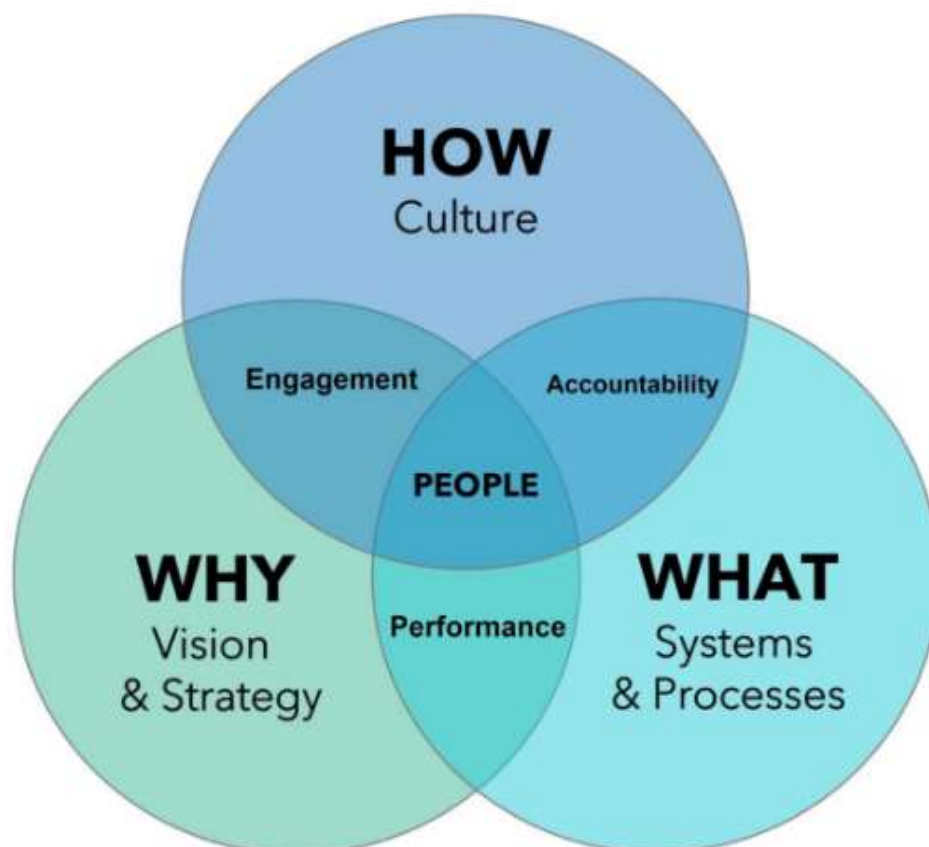 HOW
Culture
Engagement
Accountability
PEOPLE
WHY
Vision
& Strategy
Performance
WHAT
Systems
& Processes